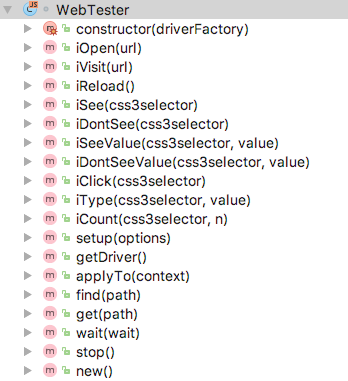 WebTester
constructor(driverFactory)
iOpen(url)
iVisit(url)
iReload()
iSee(css3selector)
iDontSee(css3selector)
iSeeValue(css3selector, value)
iDontSeeValue(css3selector, value)
iClick(css3selector)
iType(css3selector, value)
iCount(css3selector, n)
setup(options)
getDriver()
applyTo(context)
find(path)
get(path)
wait(wait)
stop()
new()